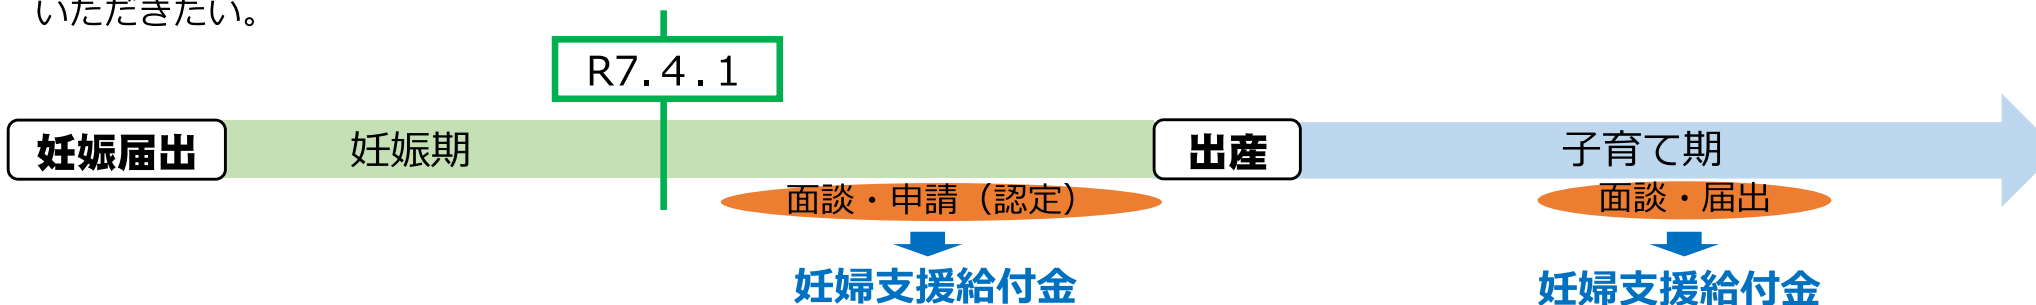 いただきたい。
R7.4.1
妊娠届出
妊娠期
出産
子育て期
面談・申請（認定）
面談・届出
妊婦支援給付金
妊婦支援給付金